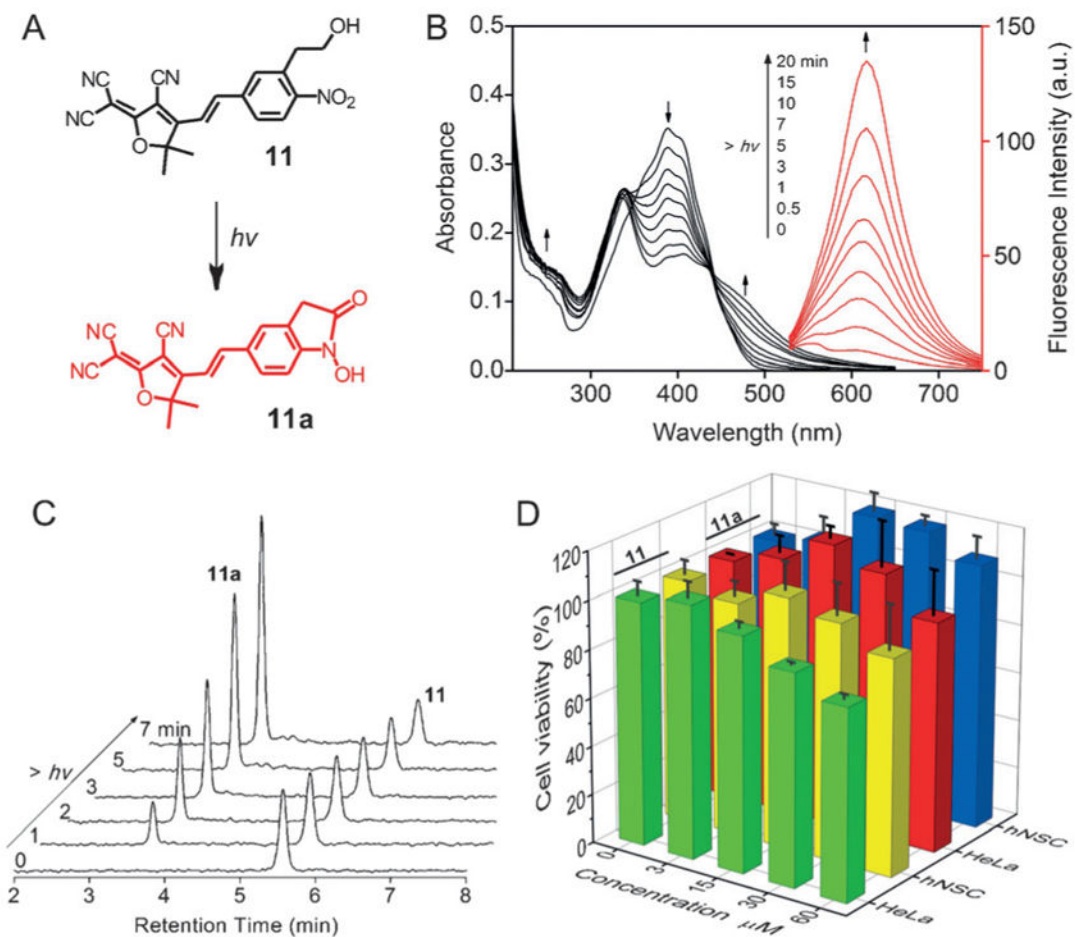 A
OH
NC
CN
NC
NO2
O
11
hν
NC
CN
O
NC
N
OH
O
11a
B
Absorbance
0.5
0.4
0.3
0.2
0.1
0.0
> hν
20 min
15
10
7
5
3
1
0.5
0
150
100
50
0
Fluorescence Intensity (a.u.)
300 400 500 600 700
Wavelength (nm)
C
11a
11
7 min
5
> hν
3
2
1
0
2 3 4 5 6 7 8
Retention Time (min)
D
11
11a
Cell viability (%)
120
100
80
60
40
20
0
0
3
15
30
60
Concentration μM
hNSC
HeLa
hNSC
HeLa